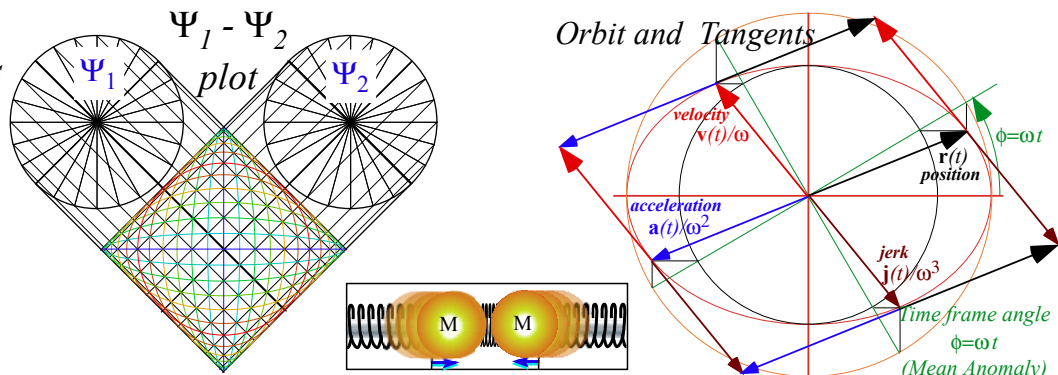 Ψ1 - Ψ2
plot
Ψ1
Ψ2
M
M
Orbit and Tangents
velocity
v(t)/ω
ϕ=ωt
r(t)
position
acceleration
a(t)/ω²
jerk
j(t)/ω³
Time frame angle
ϕ=ωt
(Mean Anomaly)